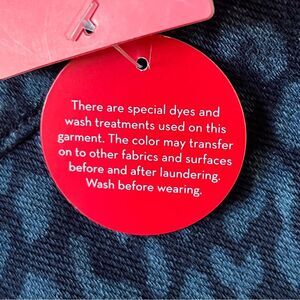 There are special dyes and
wash treatments used on this
garment. The color may transfer
on to other fabrics and surfaces
before and after laundering.
Wash before wearing.